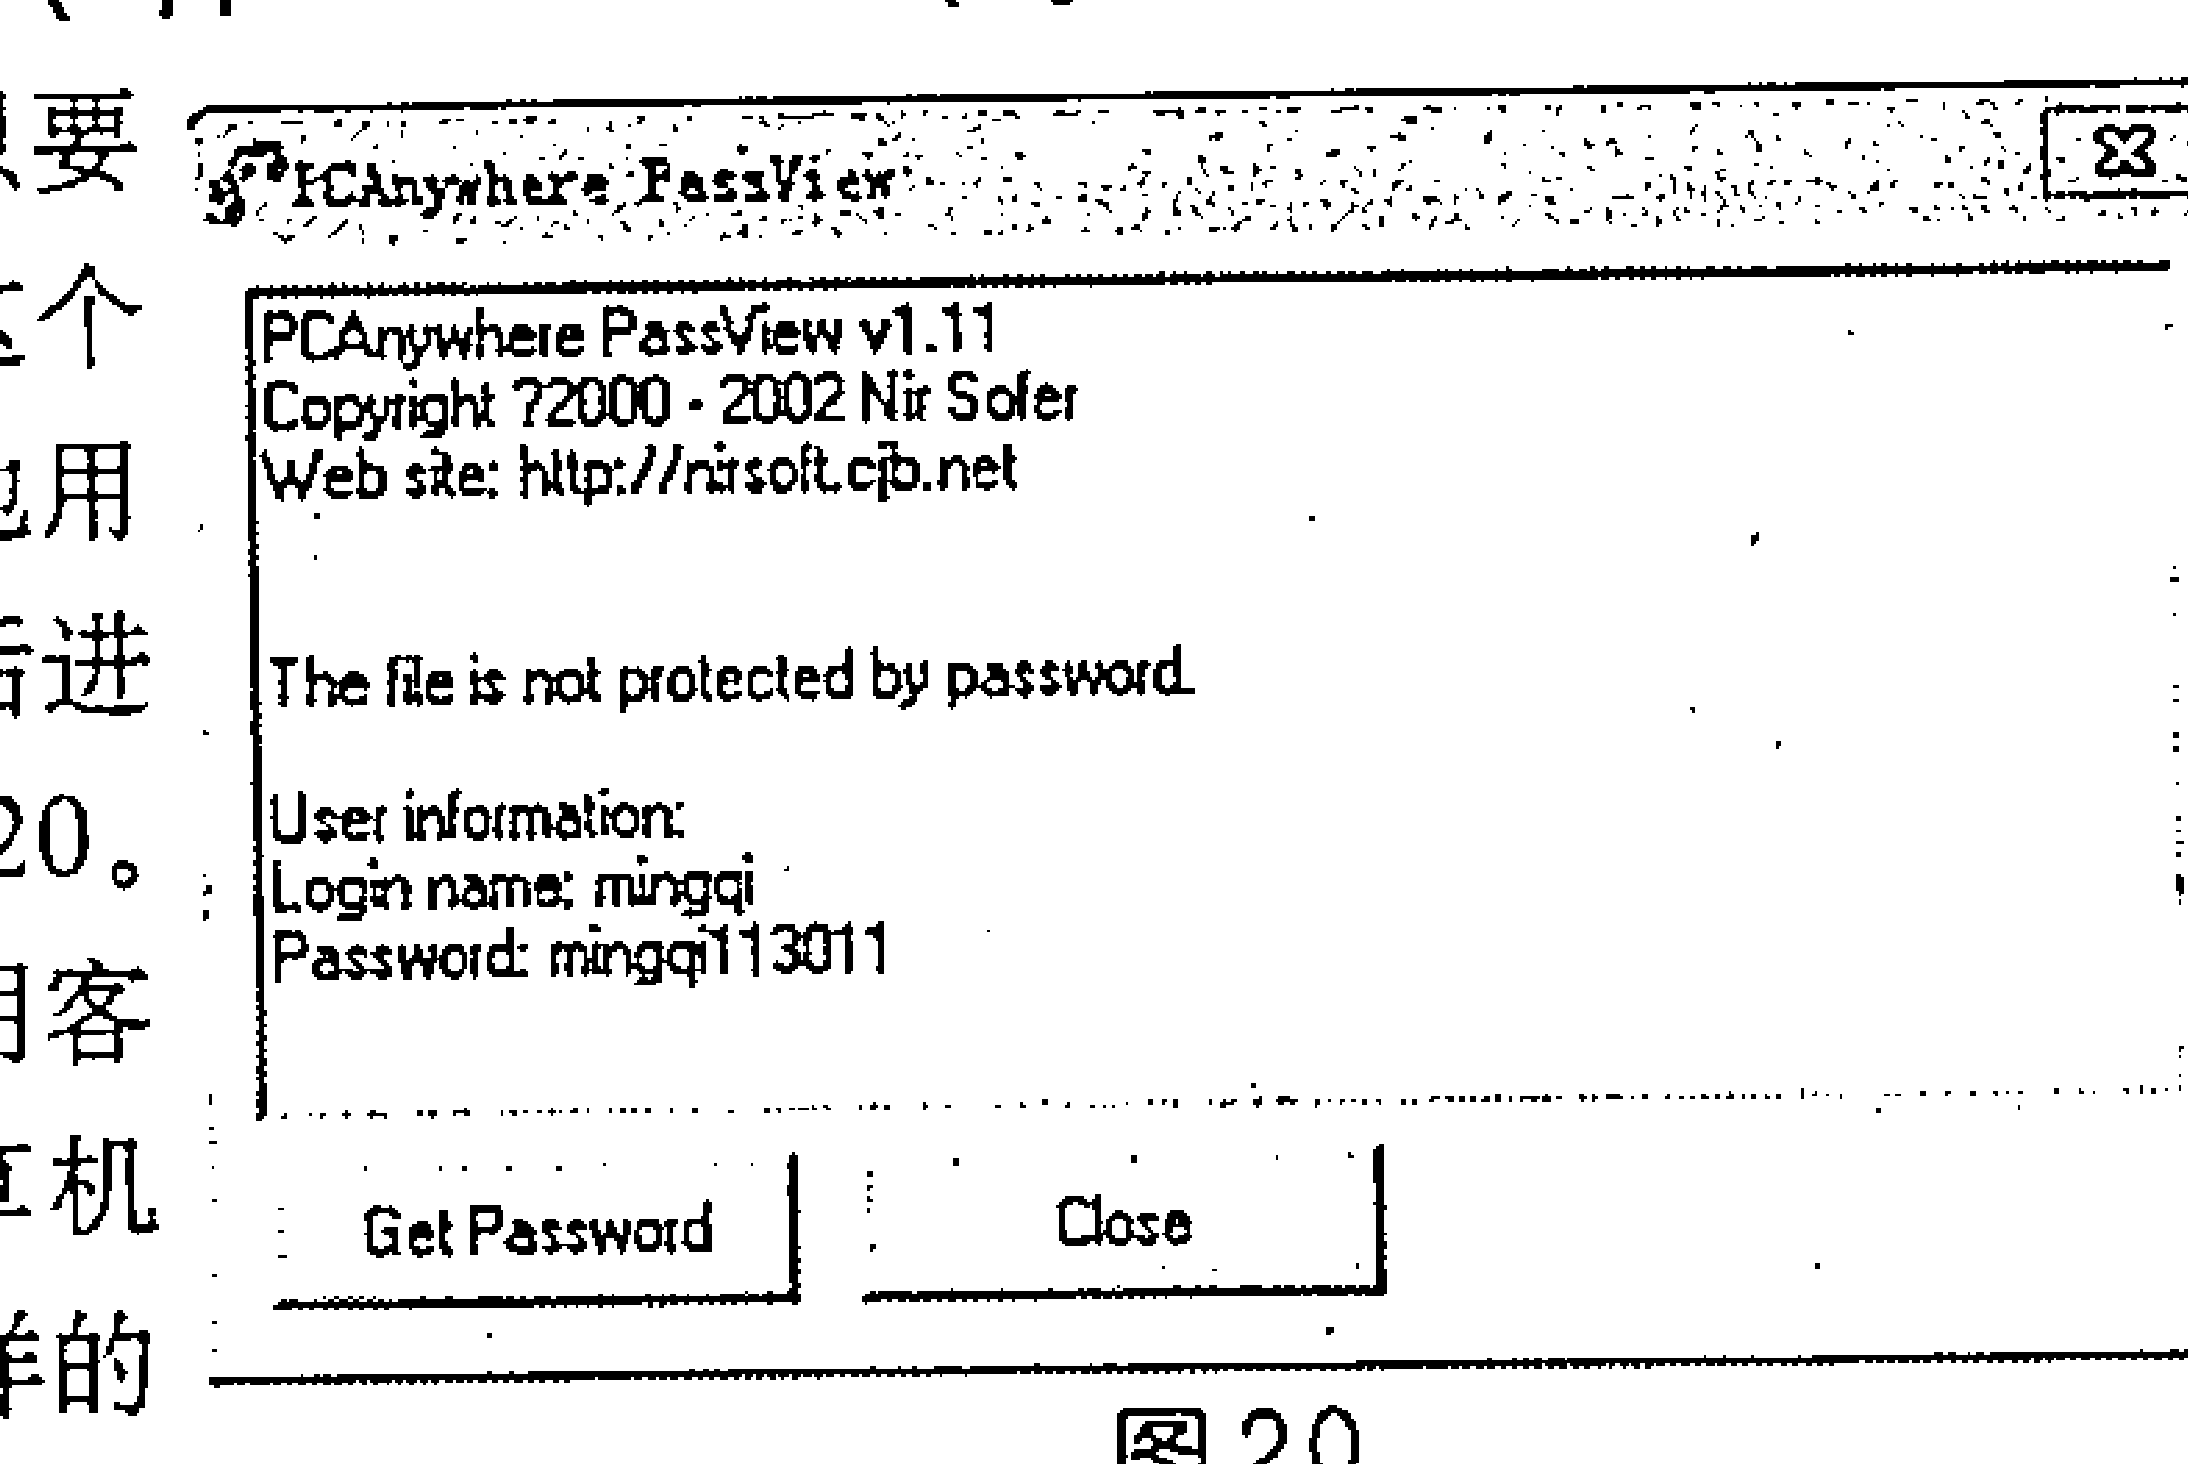 要
个
用
进
20。
客
机
的
PCAnywhere PassView
PCAnywhere PassView v1.11
Copyright ?2000 - 2002 Nir Sofer
Web site: http://nirsoft.cjb.net
The file is not protected by password.
User information:
Login name: mingqi
Password: mingqi113011
Get Password
Close
图20